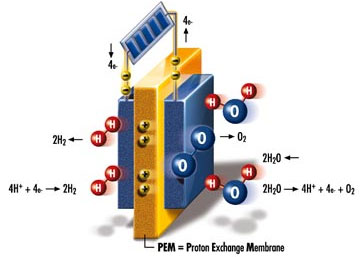 4e-
4e-
H
H
O
H
H
2H₂
O
O
O₂
2H₂O
H
H
4H⁺ + 4e- → 2H₂
H
H
O
2H₂O → 4H⁺ + 4e- + O₂
+
+
+
+
PEM = Proton Exchange Membrane